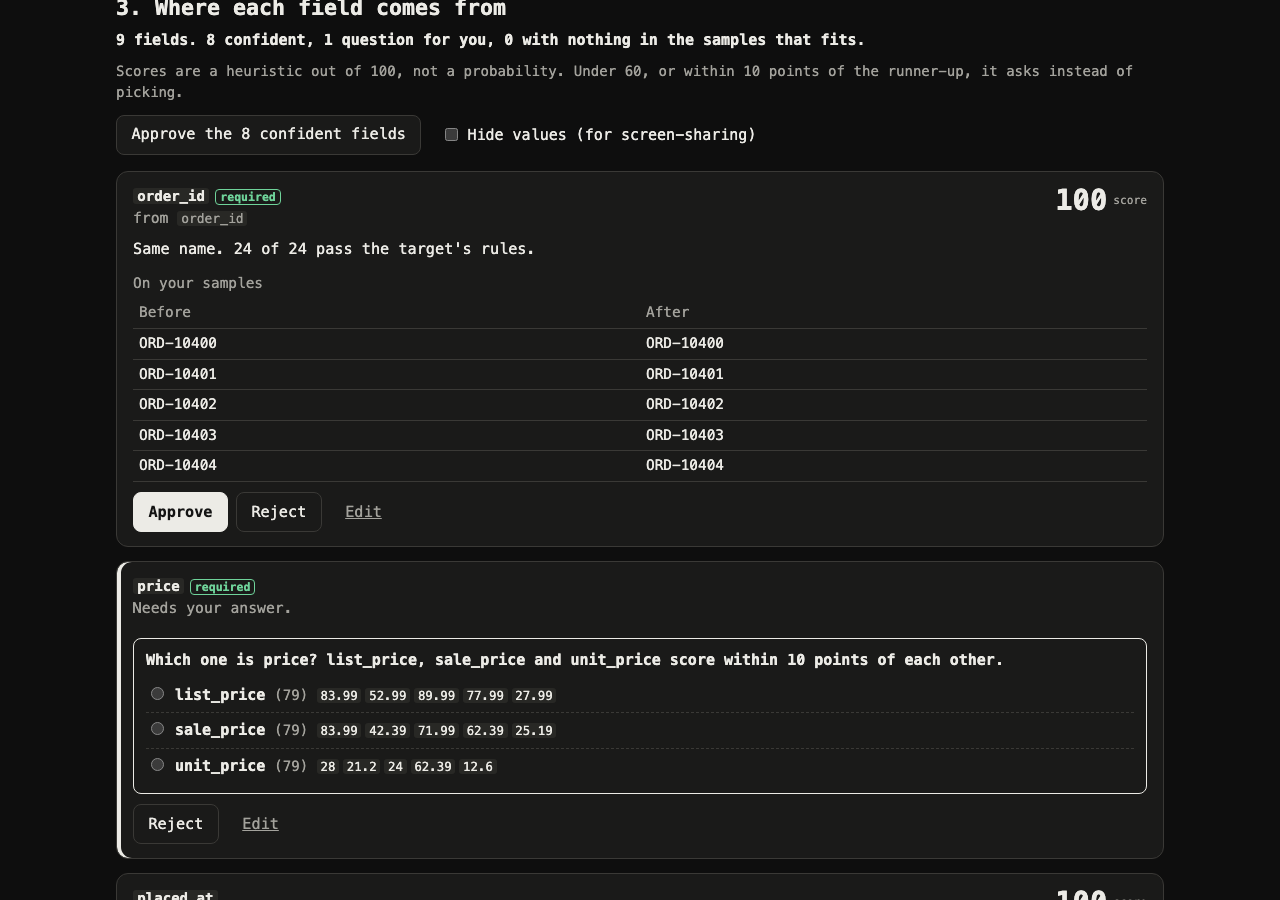 3. Where each field comes from
9 fields. 8 confident, 1 question for you, 0 with nothing in the samples that fits.
Scores are a heuristic out of 100, not a probability. Under 60, or within 10 points of the runner-up, it asks instead of
picking.
Approve the 8 confident fields Hide values (for screen-sharing)
order_id required 100 score
from order_id
Same name. 24 of 24 pass the target's rules.
On your samples
Before After
ORD-10400 ORD-10400
ORD-10401 ORD-10401
ORD-10402 ORD-10402
ORD-10403 ORD-10403
ORD-10404 ORD-10404
Approve Reject Edit
price required
Needs your answer.
Which one is price? list_price, sale_price and unit_price score within 10 points of each other.
list_price (79) 83.99 52.99 89.99 77.99 27.99
sale_price (79) 83.99 42.39 71.99 62.39 25.19
unit_price (79) 28 21.2 24 62.39 12.6
Reject Edit
placed_at 100 score